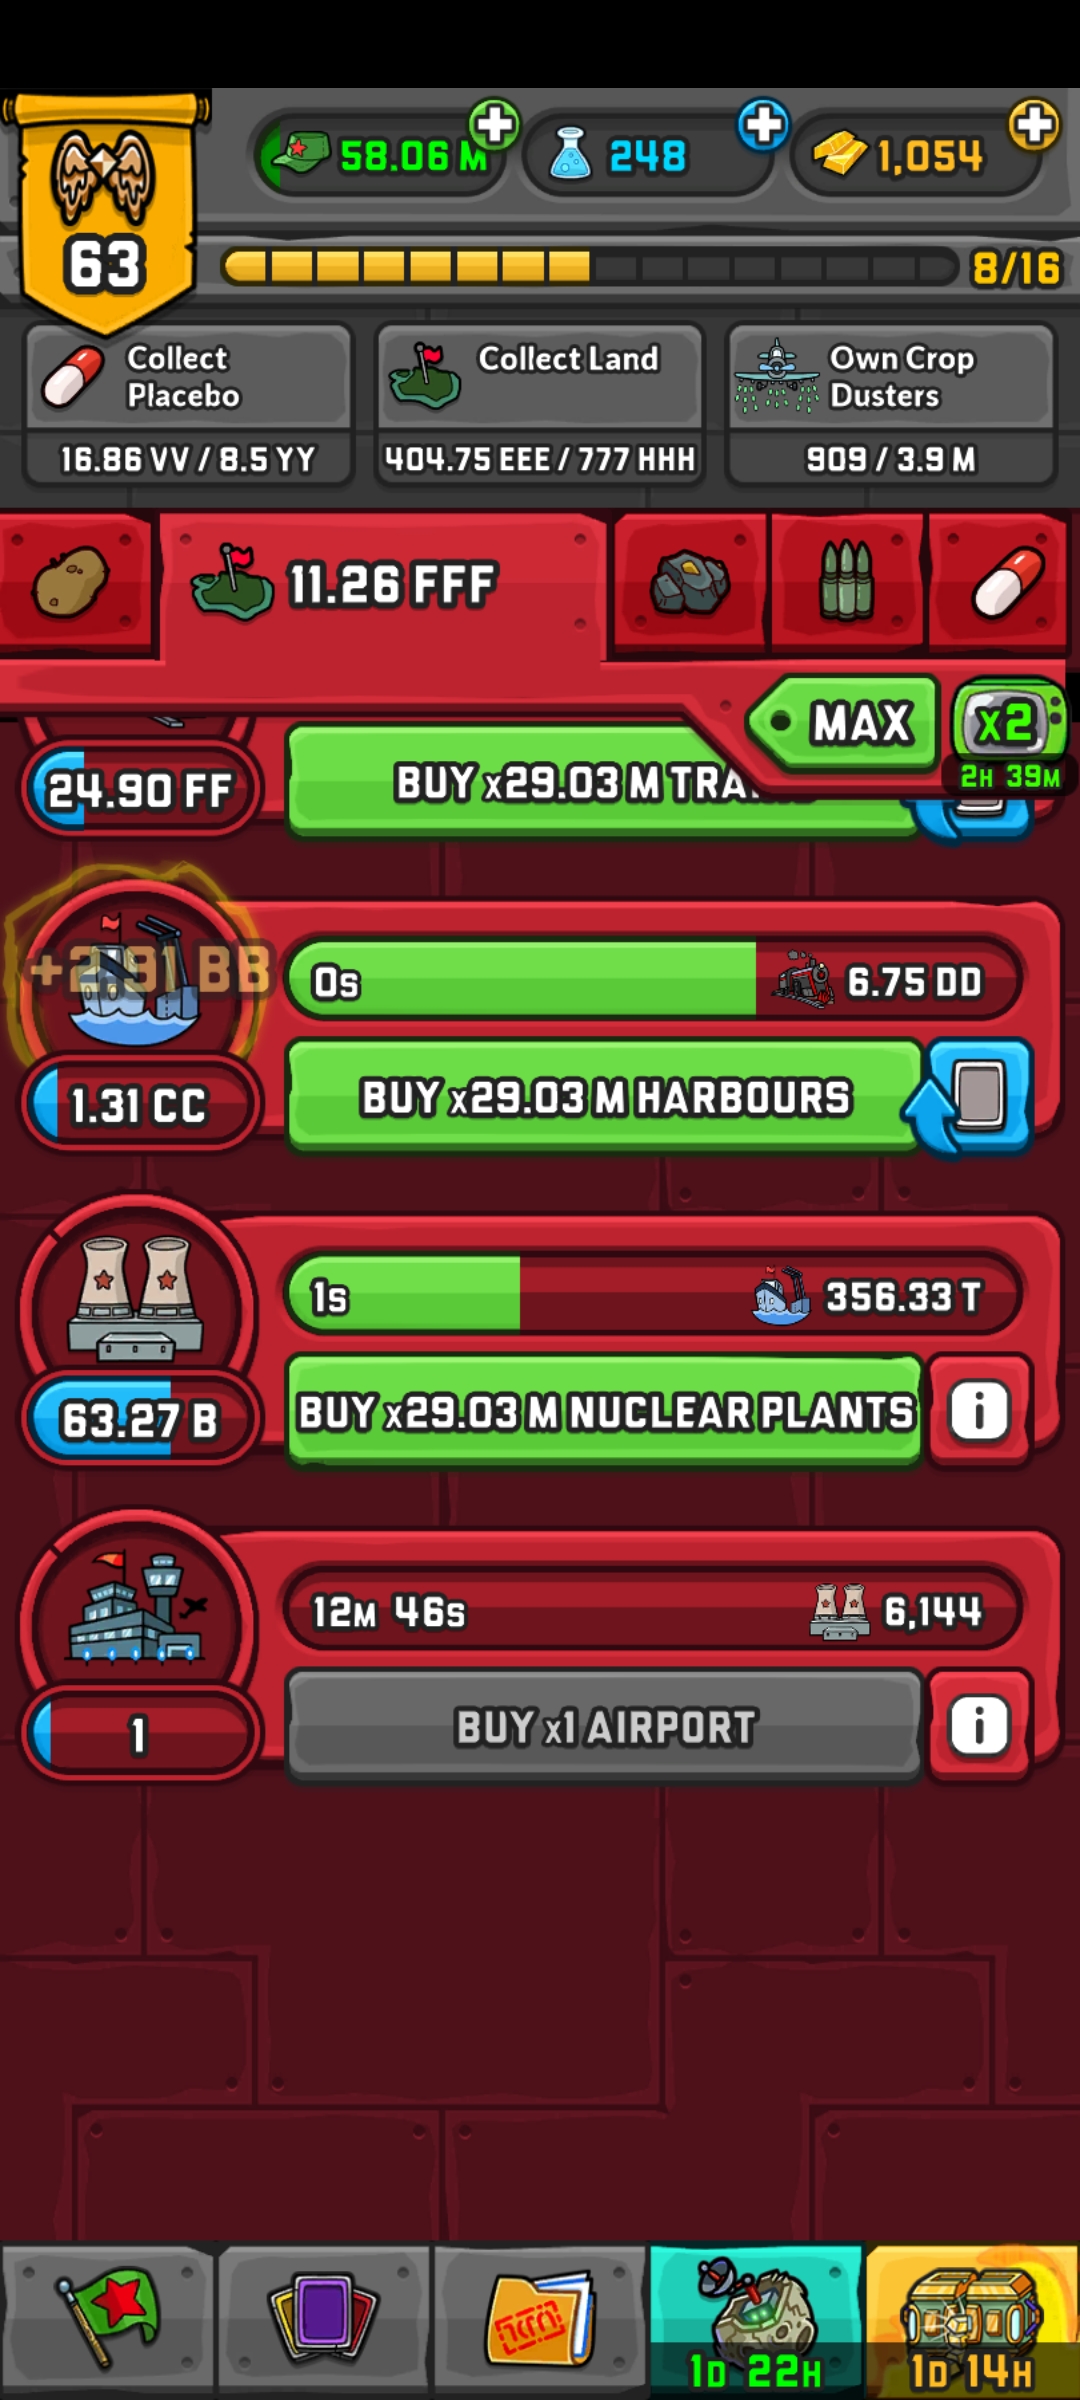 58.06 M
248
1,054
63
8/16
Collect
Placebo
16.86 VV / 8.5 YY
Collect Land
404.75 EEE / 777 HHH
Own Crop
Dusters
909 / 3.9 M
11.26 FFF
MAX
x2
2H 39M
24.90 FF
BUY x29.03 M
+2.91 BB
0s
6.75 DD
1.31 CC
BUY x29.03 M HARBOURS
1s
356.33 T
63.27 B
BUY x29.03 M NUCLEAR PLANTS
i
12M 46s
6,144
1
BUY x1 AIRPORT
i
1D 22H
1D 14H